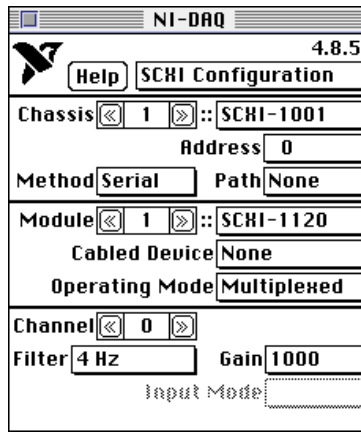 NI-DAQ
4.8.5
Help SCXI Configuration
Chassis « 1 » :: SCXI-1001
Address 0
Method Serial Path None
Module « 1 » :: SCXI-1120
Cabled Device None
Operating Mode Multiplexed
Channel « 0 »
Filter 4 Hz Gain 1000
Input Mode